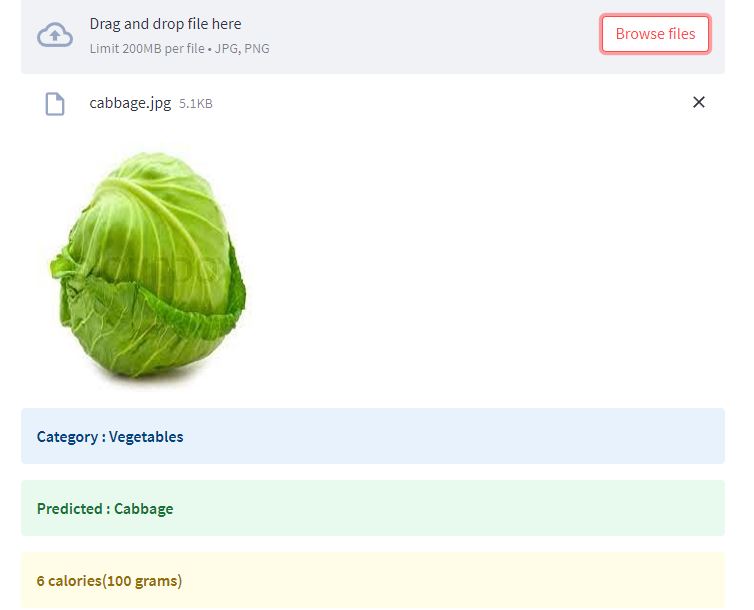 Drag and drop file here
Browse files
Limit 200MB per file • JPG, PNG
cabbage.jpg 5.1KB
Category : Vegetables
Predicted : Cabbage
6 calories(100 grams)